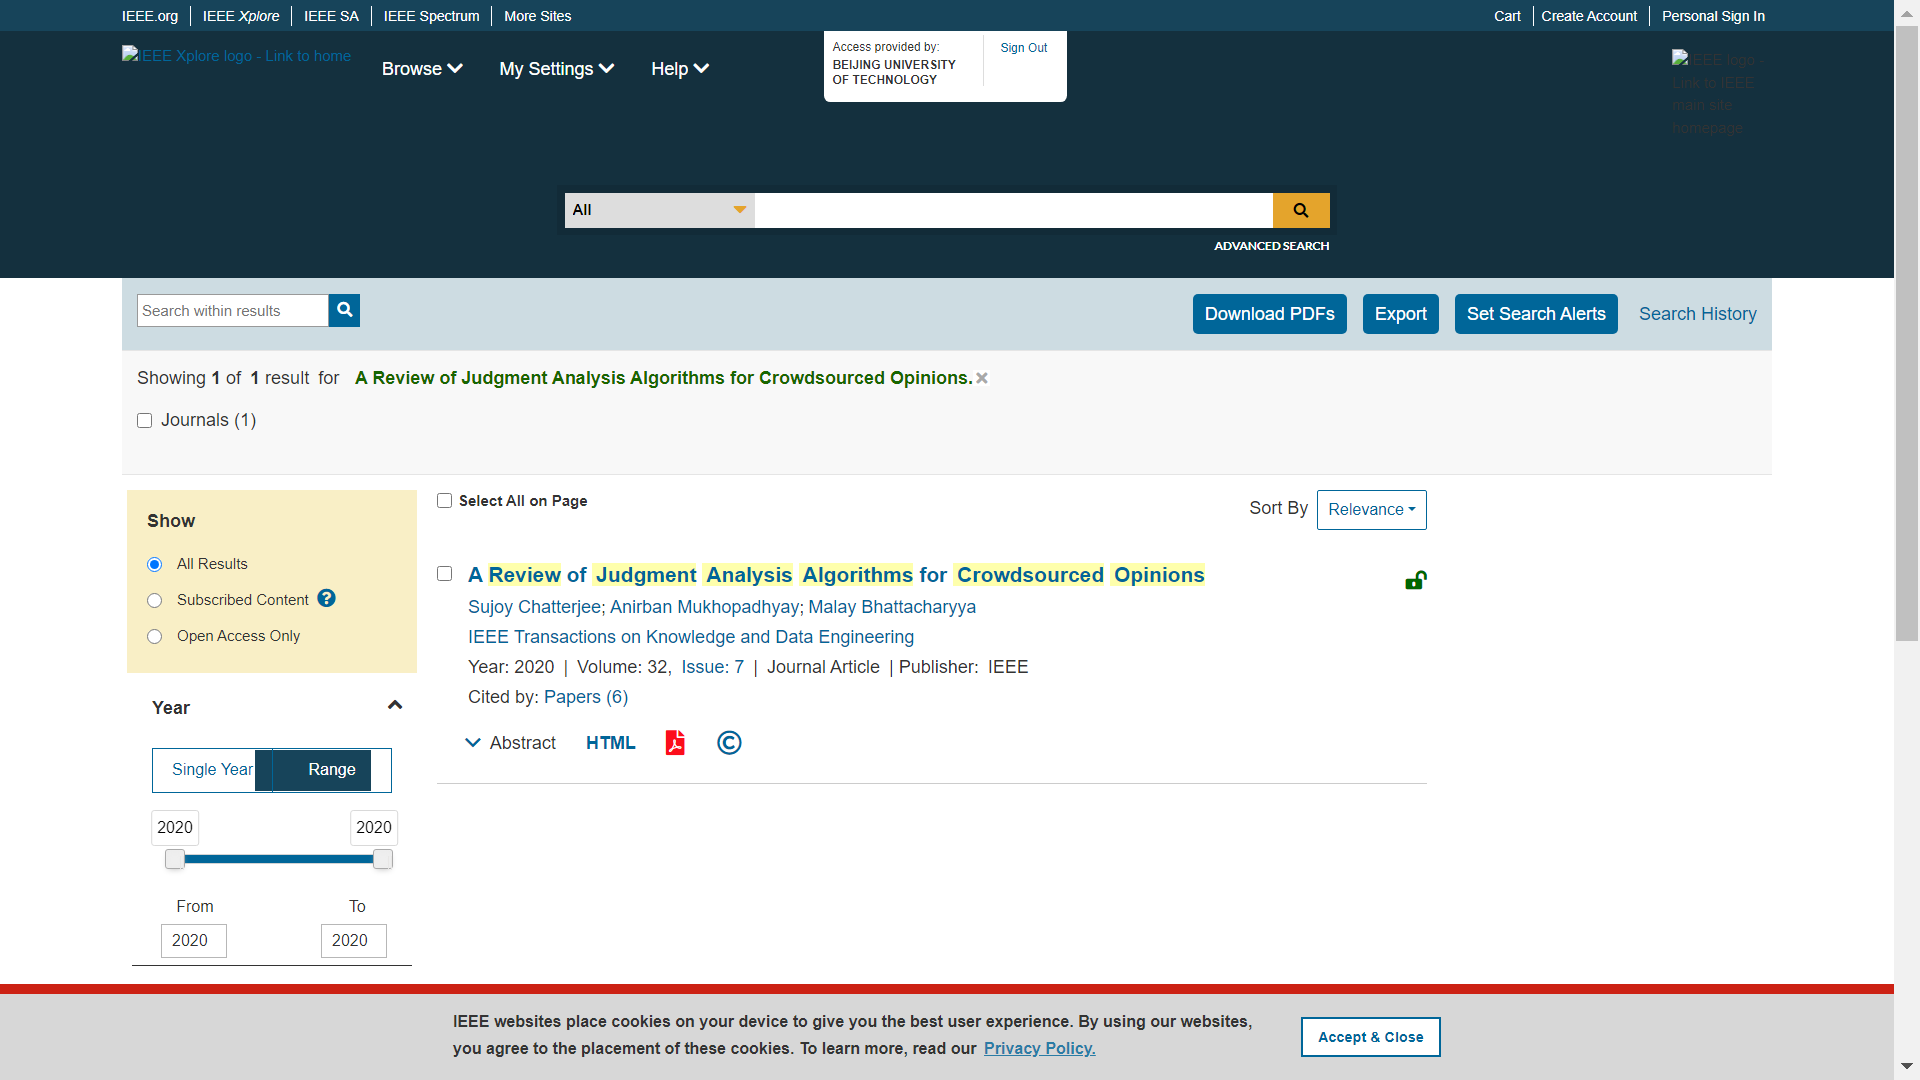 IEEE.org IEEE Xplore IEEE SA IEEE Spectrum More Sites Cart Create Account Personal Sign In
IEEE Xplore logo - Link to home
Browse My Settings Help
Access provided by:
BEIJING UNIVERSITY
OF TECHNOLOGY
Sign Out
IEEE logo -
Link to IEEE
main site
homepage
All
ADVANCED SEARCH
Search within results
Download PDFs Export Set Search Alerts Search History
Showing 1 of 1 result for A Review of Judgment Analysis Algorithms for Crowdsourced Opinions.
Journals (1)
Show
All Results
Subscribed Content
Open Access Only
Year
Single Year Range
2020 2020
From To
2020 2020
Select All on Page
Sort By Relevance
A Review of Judgment Analysis Algorithms for Crowdsourced Opinions
Sujoy Chatterjee; Anirban Mukhopadhyay; Malay Bhattacharyya
IEEE Transactions on Knowledge and Data Engineering
Year: 2020 | Volume: 32, Issue: 7 | Journal Article | Publisher: IEEE
Cited by: Papers (6)
Abstract HTML
IEEE websites place cookies on your device to give you the best user experience. By using our websites,
you agree to the placement of these cookies. To learn more, read our Privacy Policy.
Accept & Close